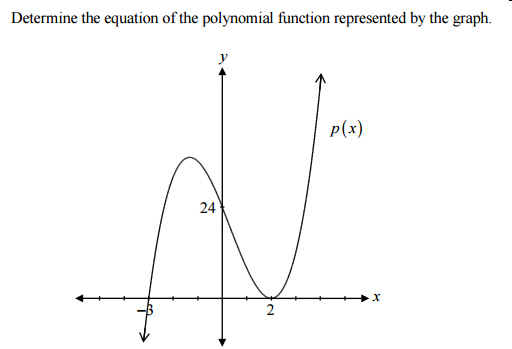 Determine the equation of the polynomial function represented by the graph.
y
p(x)
24
x
-3
2